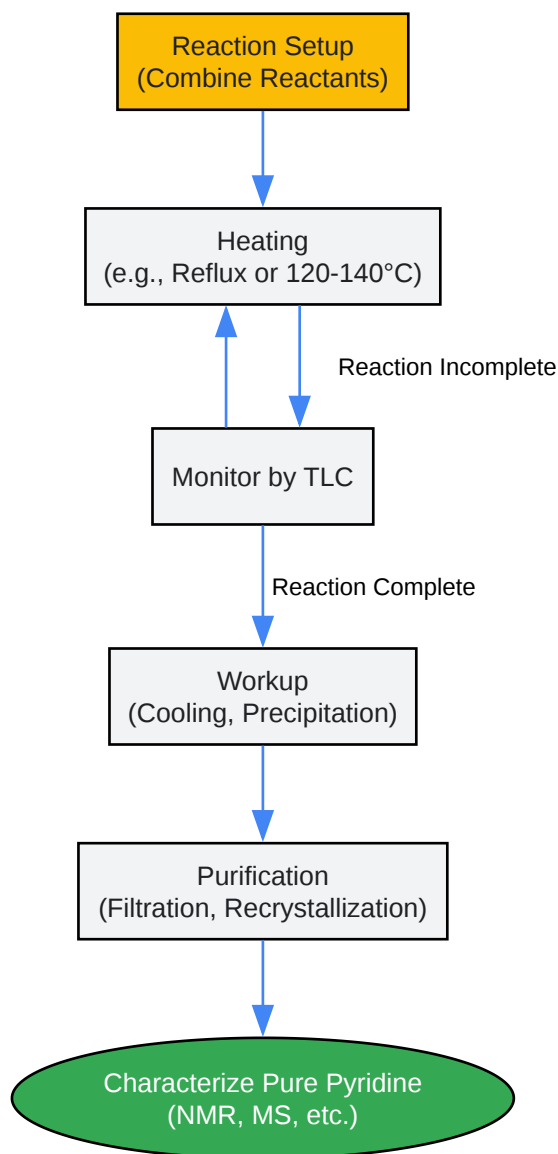 Reaction Setup
(Combine Reactants)
Heating
(e.g., Reflux or 120-140°C)
Reaction Incomplete
Monitor by TLC
Reaction Complete
Workup
(Cooling, Precipitation)
Purification
(Filtration, Recrystallization)
Characterize Pure Pyridine
(NMR, MS, etc.)